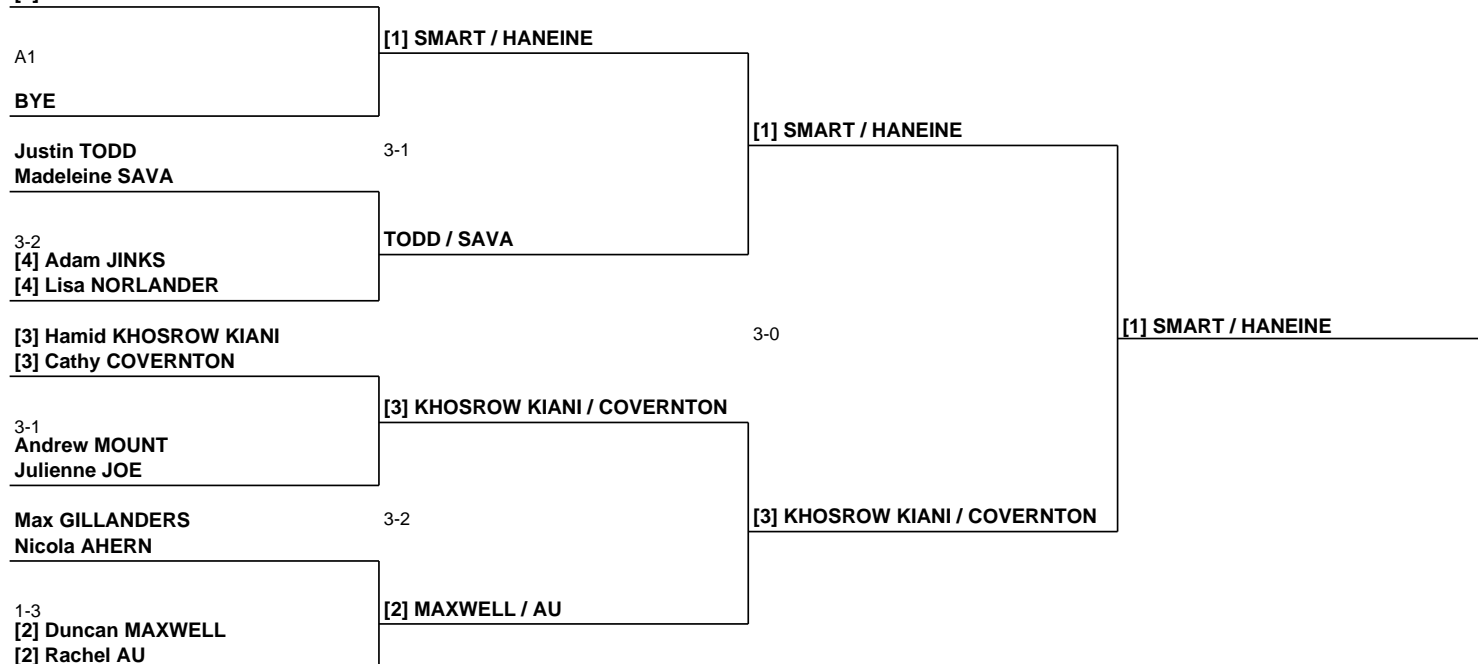 [1] SMART / HANEINE
A1
BYE
[1] SMART / HANEINE
Justin TODD
3-1
Madeleine SAVA
3-2
TODD / SAVA
[4] Adam JINKS
[4] Lisa NORLANDER
[3] Hamid KHOSROW KIANI
3-0
[1] SMART / HANEINE
[3] Cathy COVERNTON
[3] KHOSROW KIANI / COVERNTON
3-1
Andrew MOUNT
Julienne JOE
Max GILLANDERS
3-2
[3] KHOSROW KIANI / COVERNTON
Nicola AHERN
1-3
[2] MAXWELL / AU
[2] Duncan MAXWELL
[2] Rachel AU